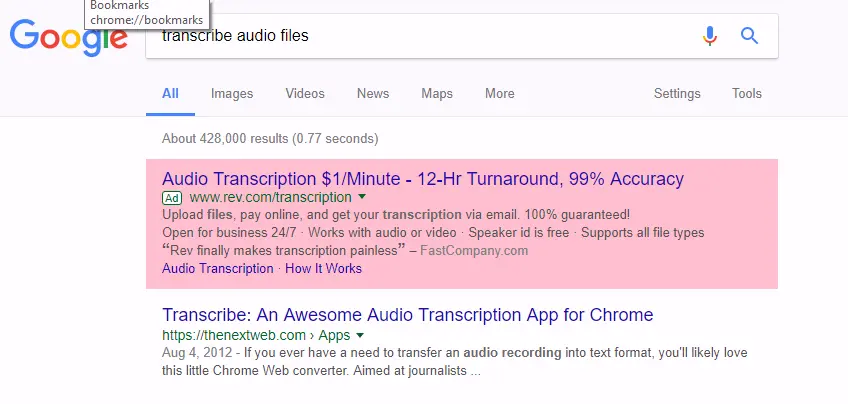 Bookmarks
chrome://bookmarks
Google
transcribe audio files
All Images Videos News Maps More Settings Tools
About 428,000 results (0.77 seconds)
Audio Transcription $1/Minute - 12-Hr Turnaround, 99% Accuracy
Ad www.rev.com/transcription
Upload files, pay online, and get your transcription via email. 100% guaranteed!
Open for business 24/7 · Works with audio or video · Speaker id is free · Supports all file types
“Rev finally makes transcription painless” – FastCompany.com
Audio Transcription · How It Works
Transcribe: An Awesome Audio Transcription App for Chrome
https://thenextweb.com › Apps
Aug 4, 2012 - If you ever have a need to transfer an audio recording into text format, you'll likely love
this little Chrome Web converter. Aimed at journalists ...